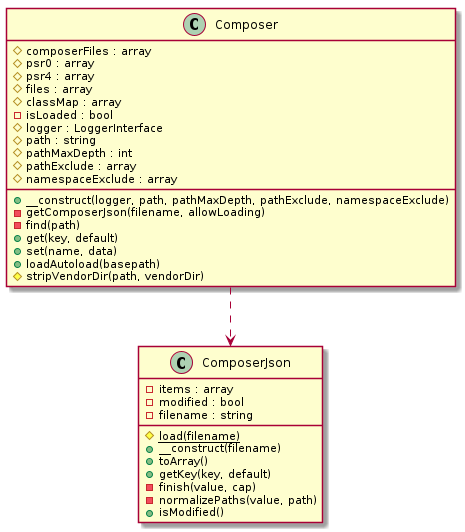 C Composer
composerFiles : array
psr0 : array
psr4 : array
files : array
classMap : array
isLoaded : bool
logger : LoggerInterface
path : string
pathMaxDepth : int
pathExclude : array
namespaceExclude : array
__construct(logger, path, pathMaxDepth, pathExclude, namespaceExclude)
getComposerJson(filename, allowLoading)
find(path)
get(key, default)
set(name, data)
loadAutoload(basepath)
stripVendorDir(path, vendorDir)
C ComposerJson
items : array
modified : bool
filename : string
load(filename)
__construct(filename)
toArray()
getKey(key, default)
finish(value, cap)
normalizePaths(value, path)
isModified()